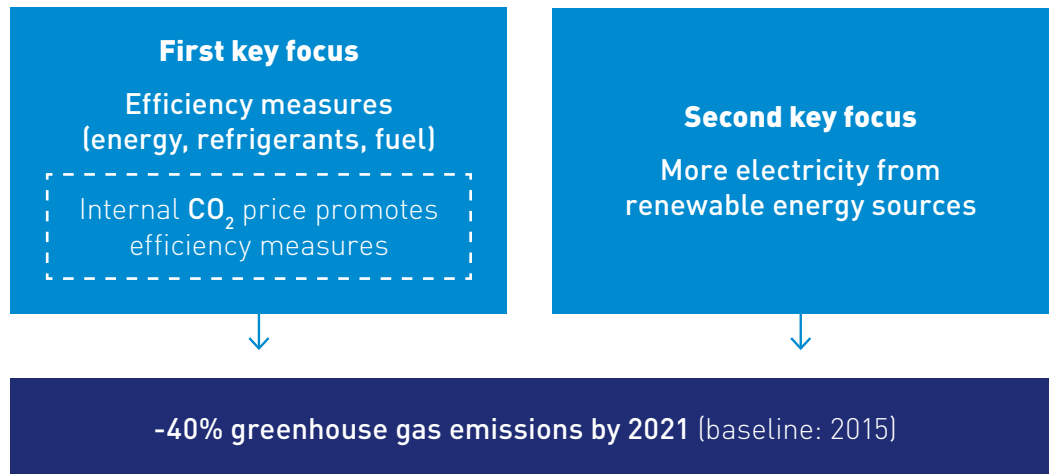 First key focus
Efficiency measures
(energy, refrigerants, fuel)
Internal CO₂ price promotes
efficiency measures
Second key focus
More electricity from
renewable energy sources
-40% greenhouse gas emissions by 2021 (baseline: 2015)